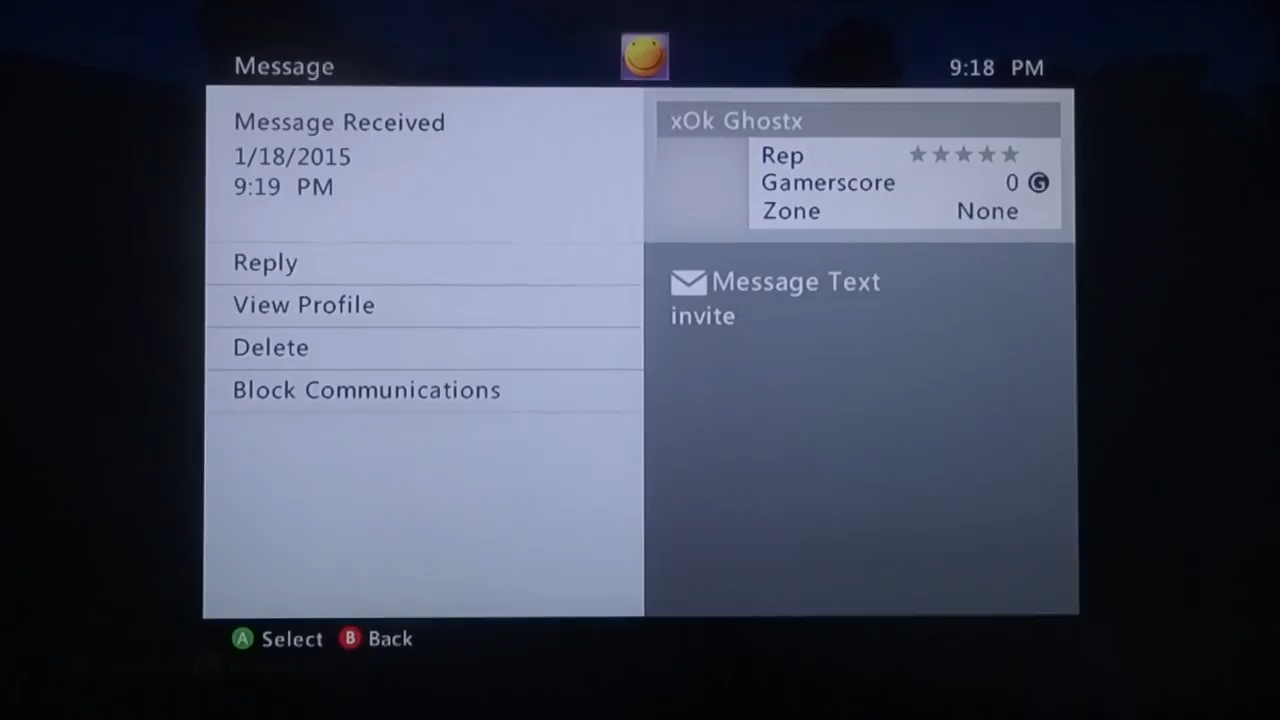 Message
9:18 PM
Message Received
1/18/2015
9:19 PM
Reply
View Profile
Delete
Block Communications
xOk Ghostx
Rep
Gamerscore 0 G
Zone None
Message Text
invite
A Select B Back